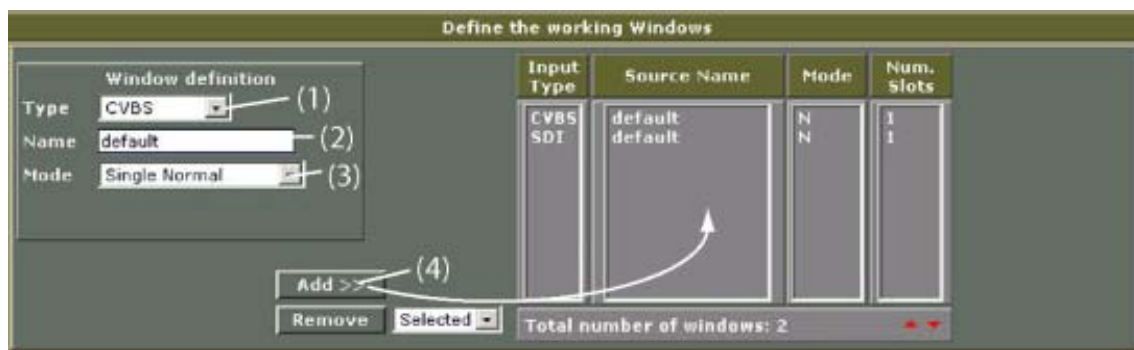 Define the working Windows
Window definition
Type CVBS (1)
Name default (2)
Mode Single Normal (3)
Add >> (4)
Remove Selected
Input Type Source Name Mode Num. Slots
CVBS default N 1
SDI default N 1
Total number of windows: 2